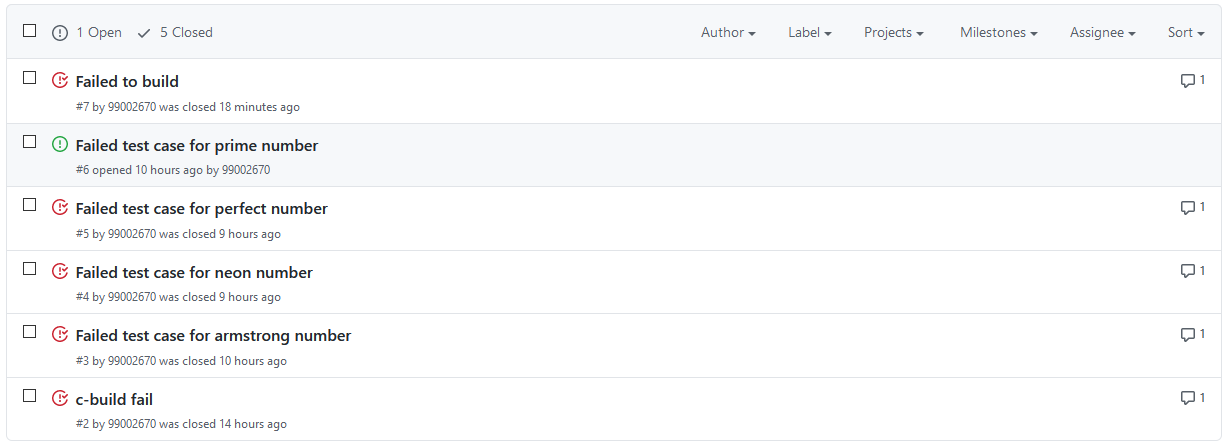 1 Open 5 Closed Author Label Projects Milestones Assignee Sort
Failed to build 1
#7 by 99002670 was closed 18 minutes ago
Failed test case for prime number
#6 opened 10 hours ago by 99002670
Failed test case for perfect number 1
#5 by 99002670 was closed 9 hours ago
Failed test case for neon number 1
#4 by 99002670 was closed 9 hours ago
Failed test case for armstrong number 1
#3 by 99002670 was closed 10 hours ago
c-build fail 1
#2 by 99002670 was closed 14 hours ago